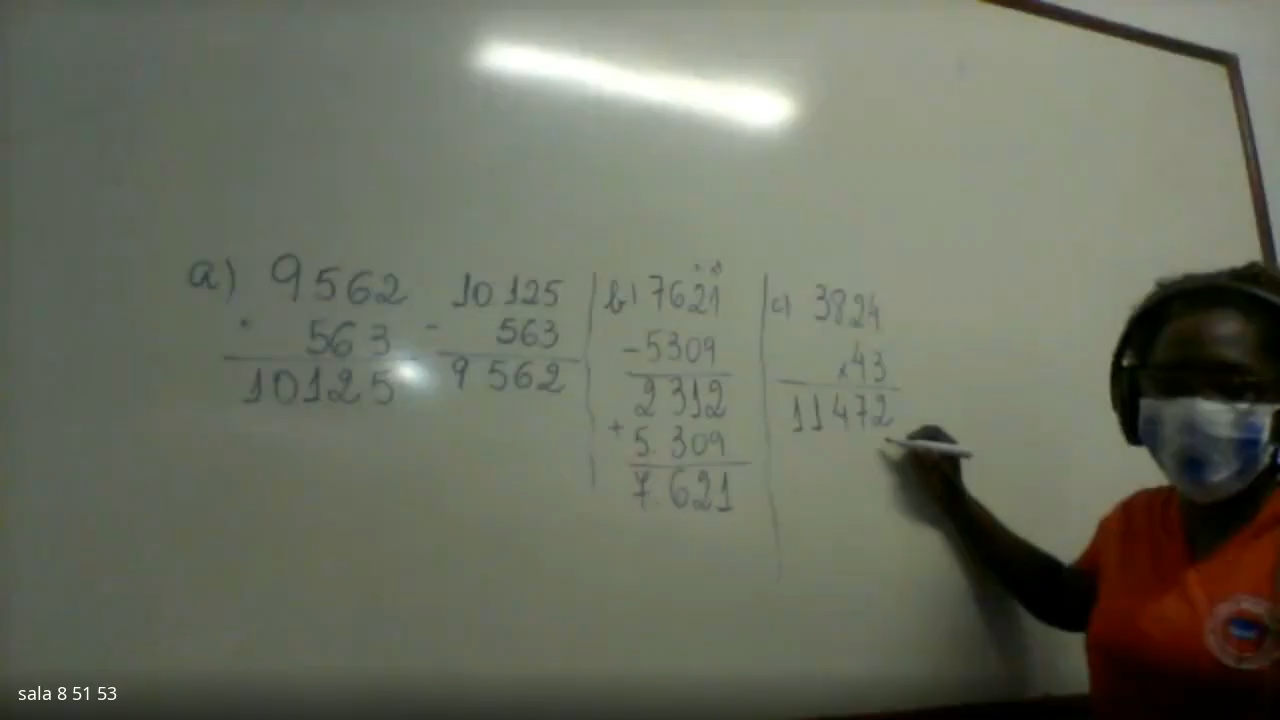 a) 9562
563
10125
10125
- 563
9562
b) 7621
- 5309
2312
+ 5.309
7.621
c) 3824
x 43
11472
sala 8 51 53